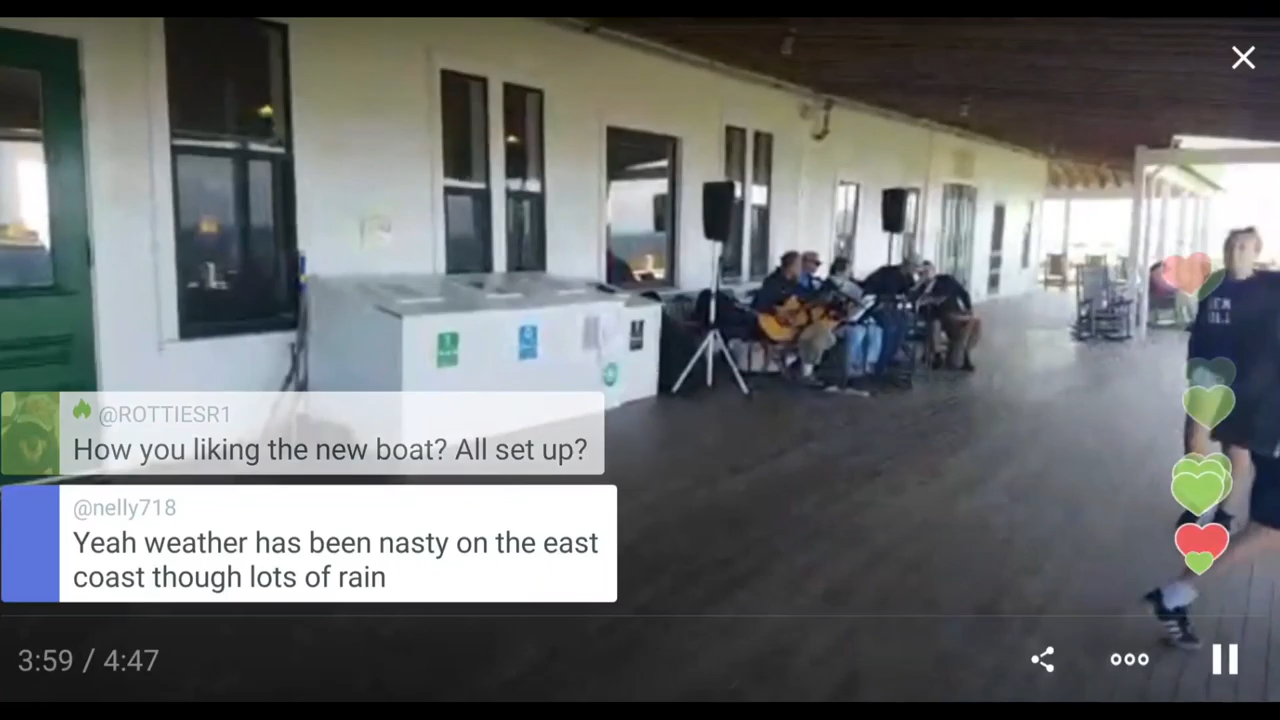 @ROTTIESR1
How you liking the new boat? All set up?
@nelly718
Yeah weather has been nasty on the east
coast though lots of rain
3:59 / 4:47